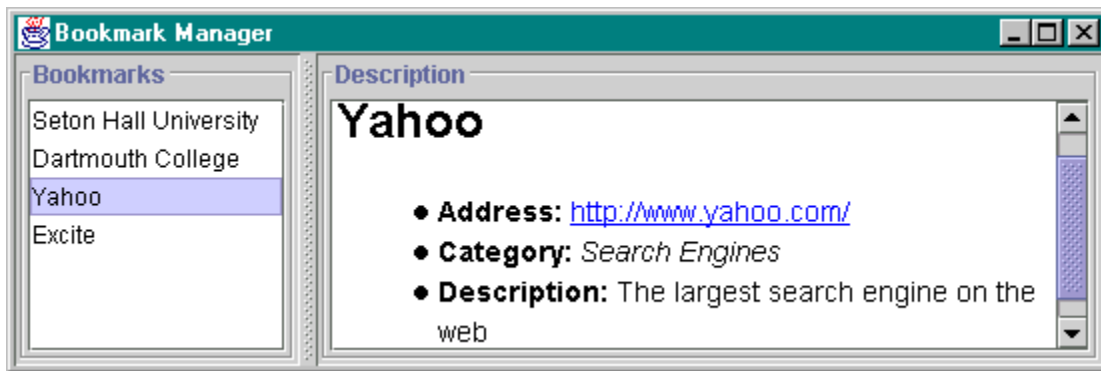 Bookmark Manager
Bookmarks
Seton Hall University
Dartmouth College
Yahoo
Excite
Description
Yahoo
Address: http://www.yahoo.com/
Category: Search Engines
Description: The largest search engine on the
web